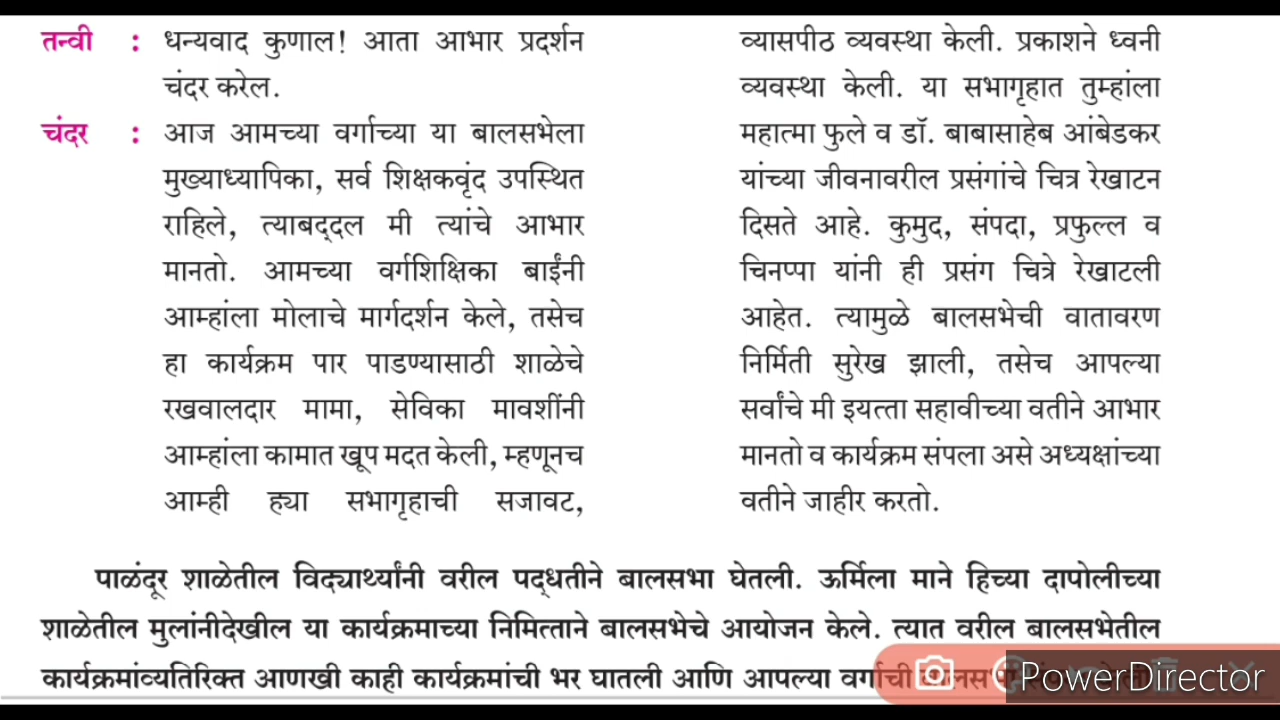 तन्वी : धन्यवाद कुणाल! आता आभार प्रदर्शन
चंदर करेल.
चंदर : आज आमच्या वर्गाच्या या बालसभेला
मुख्याध्यापिका, सर्व शिक्षकवृंद उपस्थित
राहिले, त्याबद्दल मी त्यांचे आभार
मानतो. आमच्या वर्गशिक्षिका बाईंनी
आम्हांला मोलाचे मार्गदर्शन केले, तसेच
हा कार्यक्रम पार पाडण्यासाठी शाळेचे
रखवालदार मामा, सेविका मावशींनी
आम्हांला कामात खूप मदत केली, म्हणूनच
आम्ही ह्या सभागृहाची सजावट,
व्यासपीठ व्यवस्था केली. प्रकाशने ध्वनी
व्यवस्था केली. या सभागृहात तुम्हांला
महात्मा फुले व डॉ. बाबासाहेब आंबेडकर
यांच्या जीवनावरील प्रसंगांचे चित्र रेखाटन
दिसते आहे. कुमुद, संपदा, प्रफुल्ल व
चिनप्पा यांनी ही प्रसंग चित्रे रेखाटली
आहेत. त्यामुळे बालसभेची वातावरण
निर्मिती सुरेख झाली, तसेच आपल्या
सर्वांचे मी इयत्ता सहावीच्या वतीने आभार
मानतो व कार्यक्रम संपला असे अध्यक्षांच्या
वतीने जाहीर करतो.
पाळंदूर शाळेतील विद्यार्थ्यांनी वरील पद्धतीने बालसभा घेतली. ऊर्मिला माने हिच्या दापोलीच्या
शाळेतील मुलांनीदेखील या कार्यक्रमाच्या निमित्ताने बालसभेचे आयोजन केले. त्यात वरील बालसभेतील
कार्यक्रमांव्यतिरिक्त आणखी काही कार्यक्रमांची भर घातली आणि आपल्या वर्गाची
PowerDirector